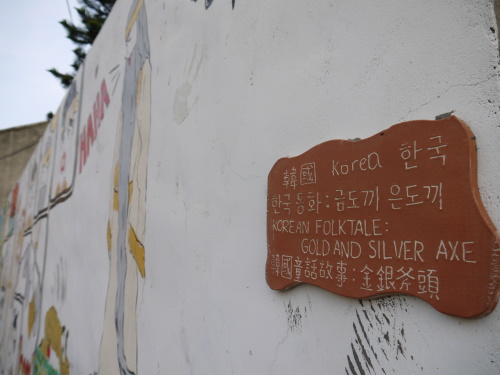 HAHA
韓國 Korea 한국
한국 동화 : 금도끼 은도끼
KOREAN FOLKTALE:
GOLD AND SILVER AXE
韓國童話故事 : 金銀斧頭